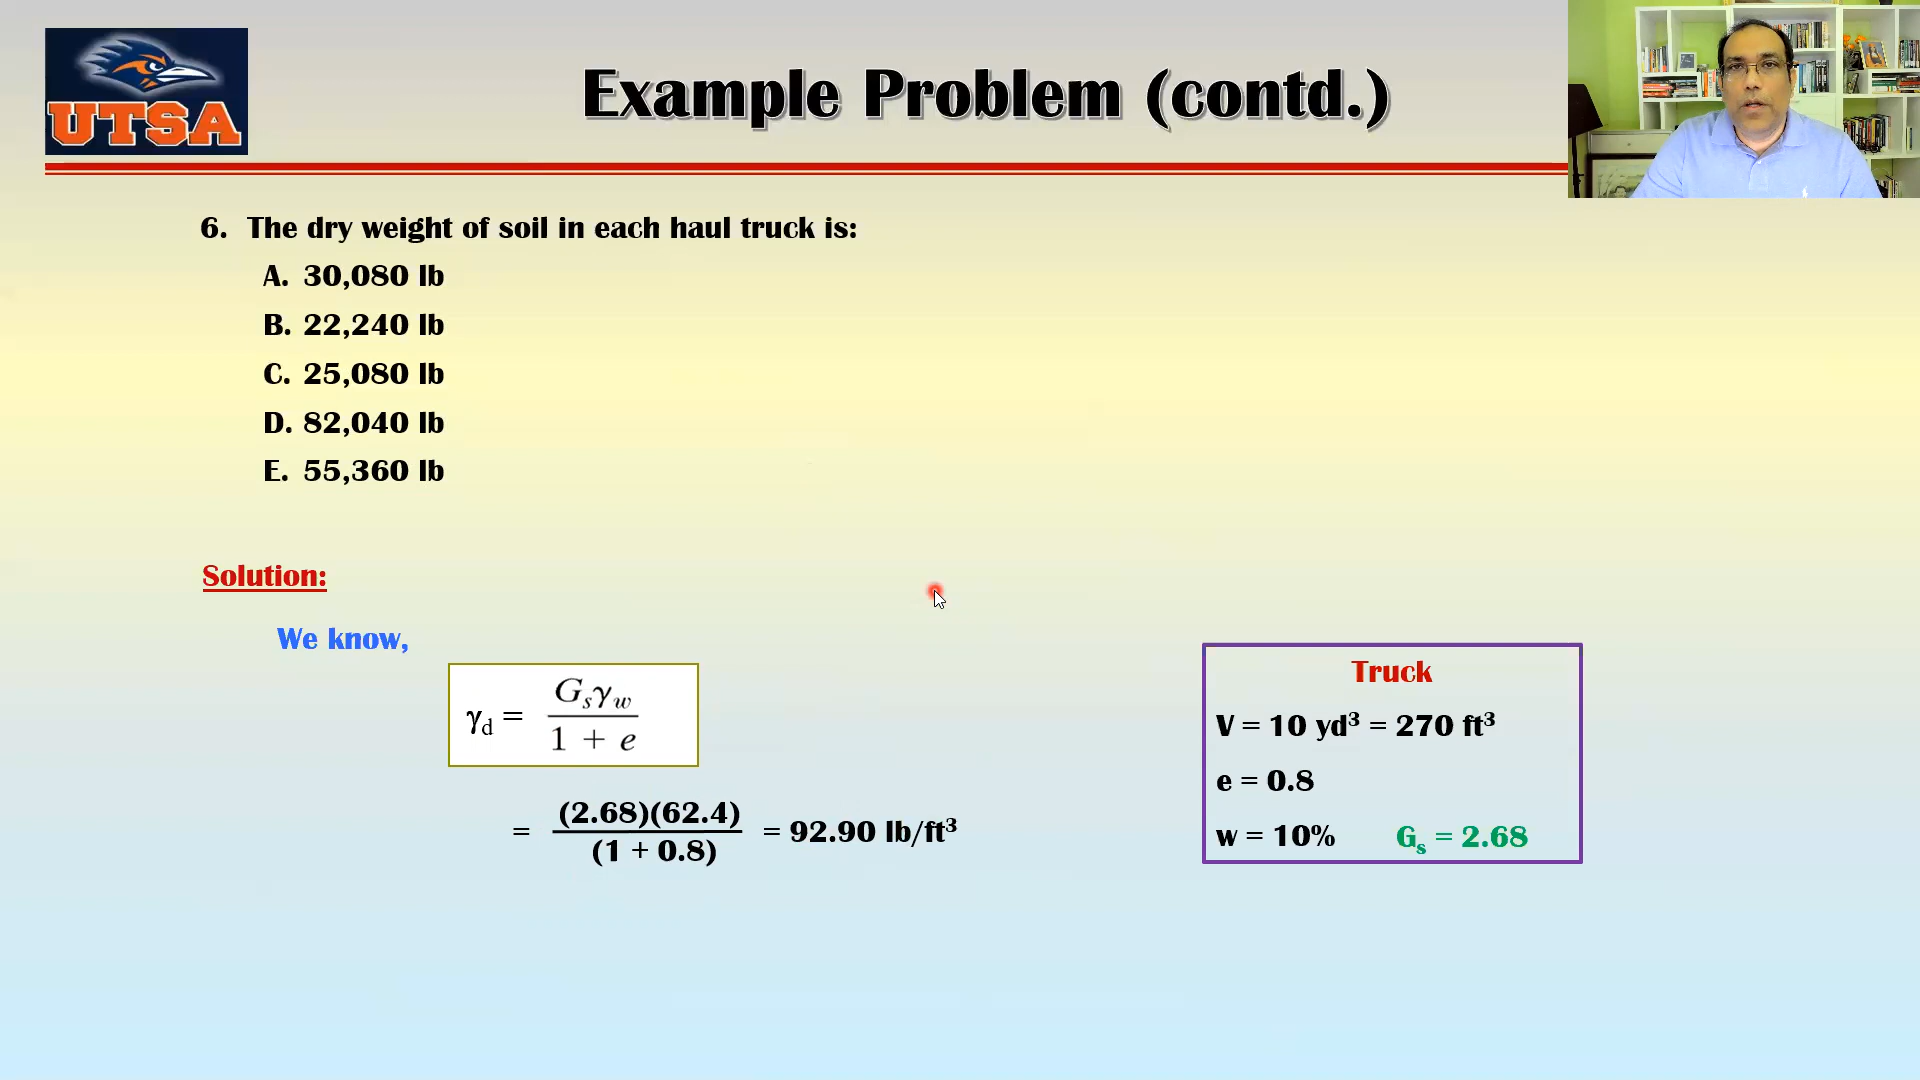 UTSA
Example Problem (contd.)
6. The dry weight of soil in each haul truck is:
A. 30,080 lb
B. 22,240 lb
C. 25,080 lb
D. 82,040 lb
E. 55,360 lb
Solution:
We know,
γd = Gsγw / 1 + e
= (2.68)(62.4) / (1 + 0.8) = 92.90 lb/ft³
Truck
V = 10 yd³ = 270 ft³
e = 0.8
w = 10% Gs = 2.68